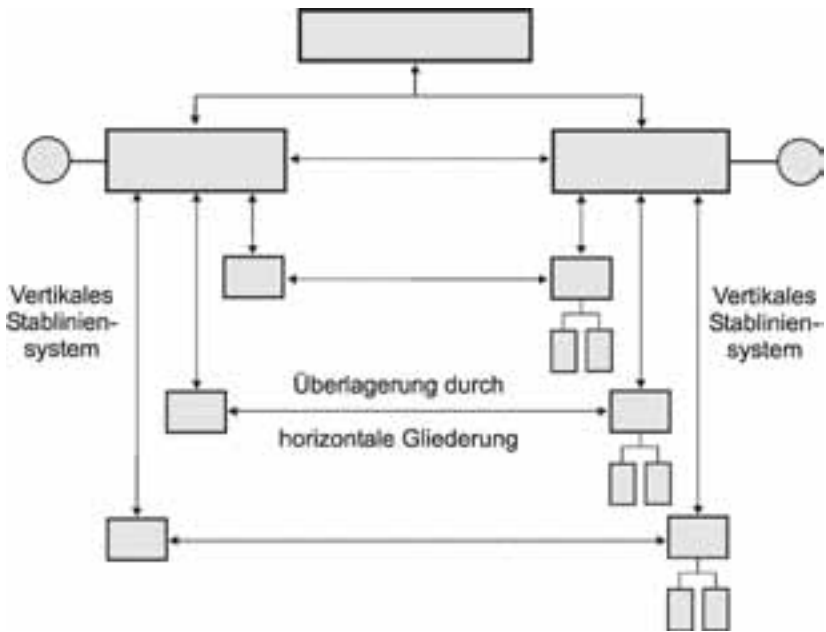 Vertikales
Stablinien-
system
Überlagerung durch
horizontale Gliederung
Vertikales
Stablinien-
system